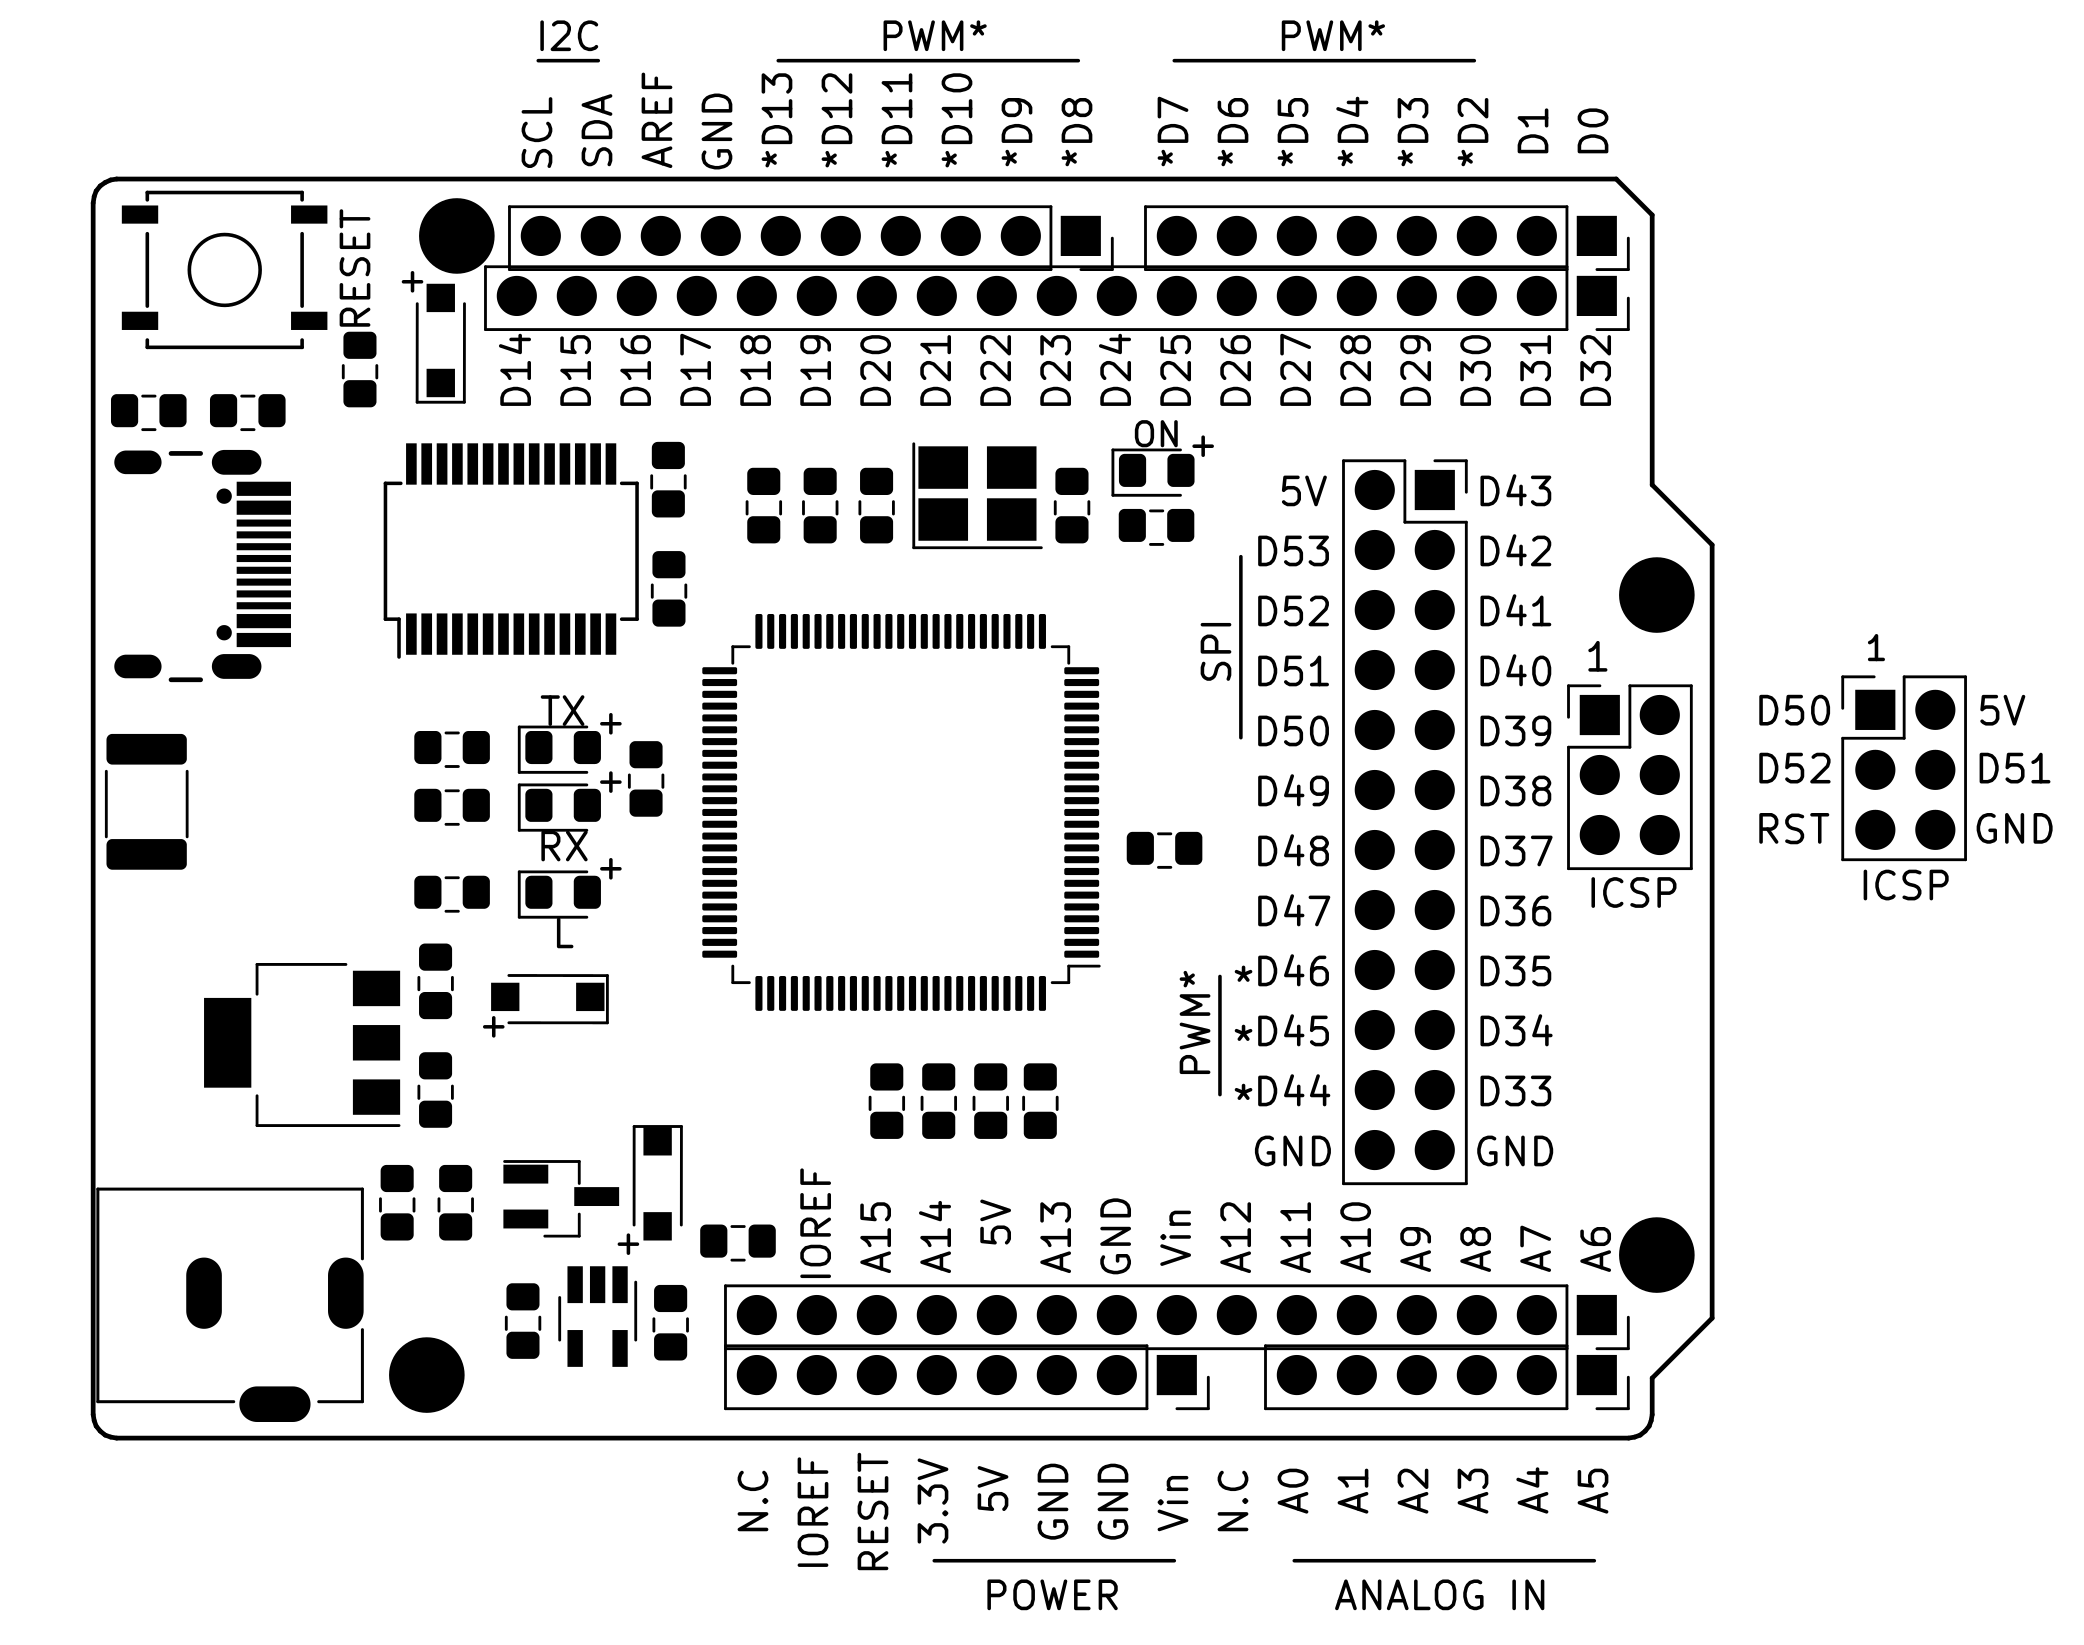 I2C PWM* PWM*
SCL SDA AREF GND *D13 *D12 *D11 *D10 *D9 *D8 *D7 *D6 *D5 *D4 *D3 *D2 D1 D0
RESET
+
D14 D15 D16 D17 D18 D19 D20 D21 D22 D23 D24 D25 D26 D27 D28 D29 D30 D31 D32
ON +
5V D43
D53 D42
D52 D41
D51 D40
D50 D39
D49 D38
D48 D37
D47 D36
*D46 D35
*D45 D34
*D44 D33
GND GND
SPI
PWM*
1
ICSP
1
D50 5V
D52 D51
RST GND
ICSP
TX +
+
RX
+
L
+
+
IOREF A15 A14 5V A13 GND Vin A12 A11 A10 A9 A8 A7 A6
N.C IOREF RESET 3.3V 5V GND GND Vin N.C A0 A1 A2 A3 A4 A5
POWER ANALOG IN